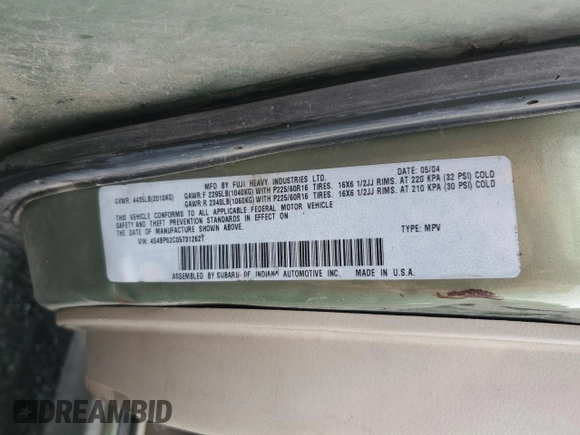 MFD BY FUJI HEAVY INDUSTRIES LTD. DATE: 05/04
GVWR: 4435LB(2010KG) GAWR:F 2295LB(1040KG)WITH P225/60R16 TIRES. 16X6 1/2JJ RIMS. AT 220 KPA (32 PSI) COLD
GAWR:R 2340LB(1060KG)WITH P225/60R16 TIRES. 16X6 1/2JJ RIMS. AT 210 KPA (30 PSI) COLD
THIS VEHICLE CONFORMS TO ALL APPLICABLE FEDERAL MOTOR VEHICLE
SAFETY AND THEFT PREVENTION STANDARDS IN EFFECT ON THE DATE OF
MANUFACTURE SHOWN ABOVE.
VIN: 4S4BP62C057312627 TYPE: MPV
ASSEMBLED BY SUBARU OF INDIANA AUTOMOTIVE INC. MADE IN U.S.A.
DREAMBID